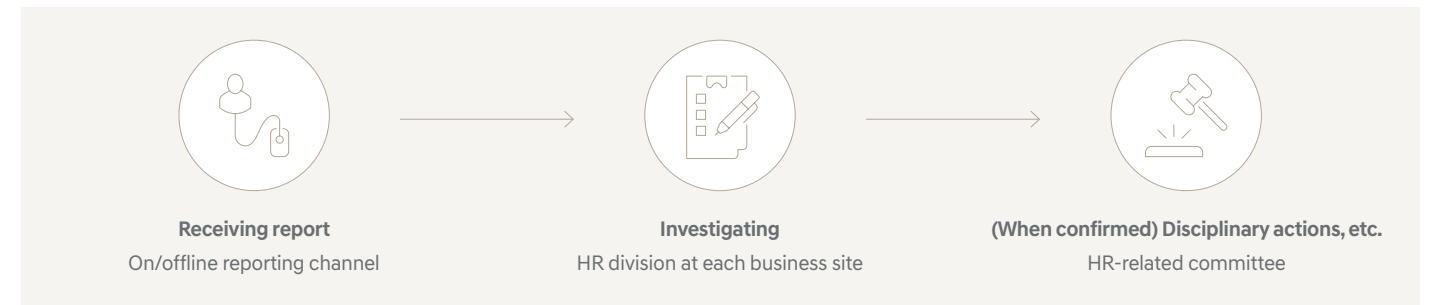 Receiving report
On/offline reporting channel
Investigating
HR division at each business site
(When confirmed) Disciplinary actions, etc.
HR-related committee